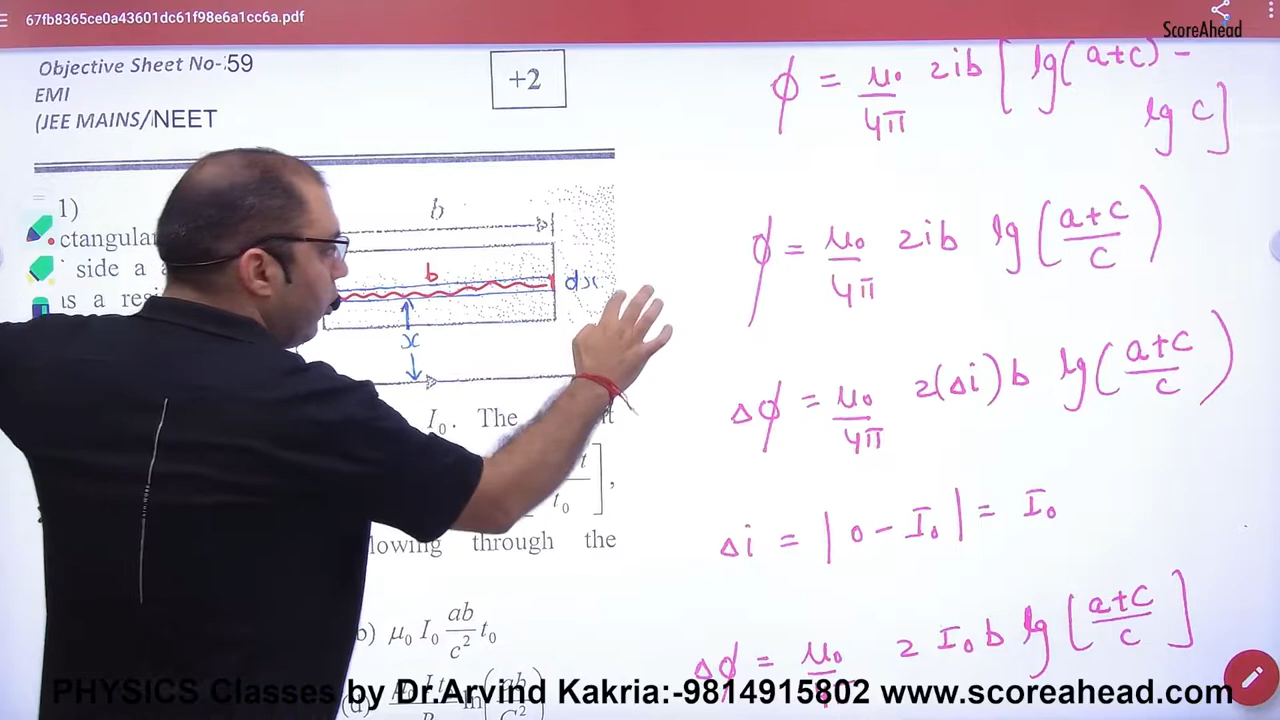 67fb8365ce0a43601dc61f98e6a1cc6a.pdf
ScoreAhead
Objective Sheet No-:59
EMI
(JEE MAINS/NEET
+2
1)
ctangular
side a
is a res
b
b
dx
x
I₀. The
t
t₀
],
lowing through the
b) μ₀ I₀ ab/c² t₀
(d)
ln(ab/C²)
φ = μ₀/4π 2ib [lg(a+c) -
lg c]
φ = μ₀/4π 2ib lg(a+c/c)
Δφ = μ₀/4π 2(Δi)b lg(a+c/c)
Δi = |0 - I₀| = I₀
Δφ = μ₀ 2 I₀ b lg[a+c/c]
PHYSICS Classes by Dr.Arvind Kakria:-9814915802 www.scoreahead.com